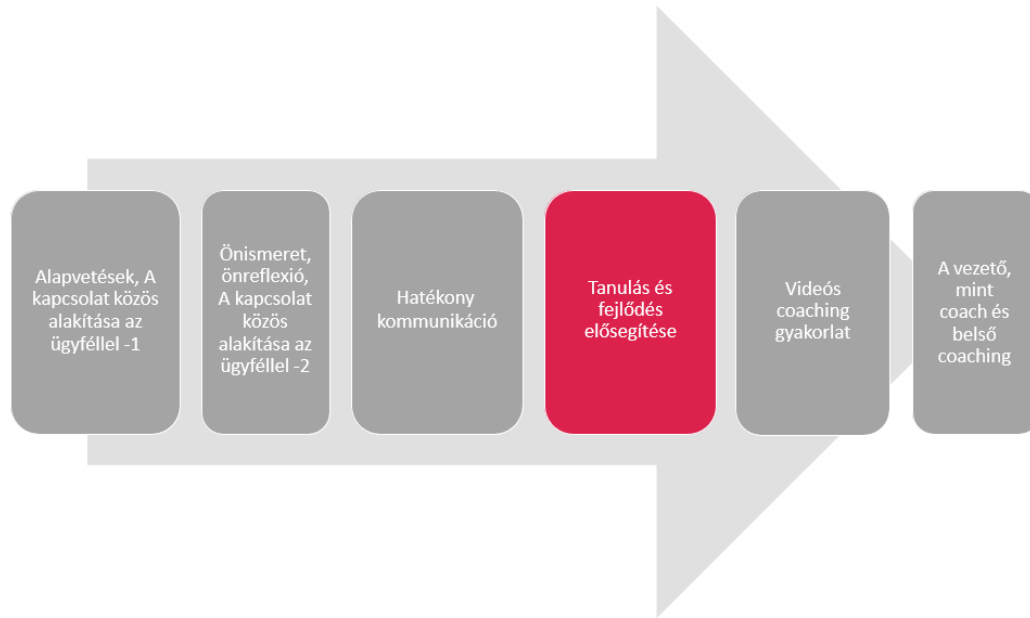 Alapvetések, A
kapcsolat közös
alakítása az
ügyféllel -1
Önismeret,
önreflexió,
A kapcsolat
közös
alakítása az
ügyféllel -2
Hatékony
kommunikáció
Tanulás és
fejlődés
elősegítése
Videós
coaching
gyakorlat
A vezető,
mint
coach és
belső
coaching